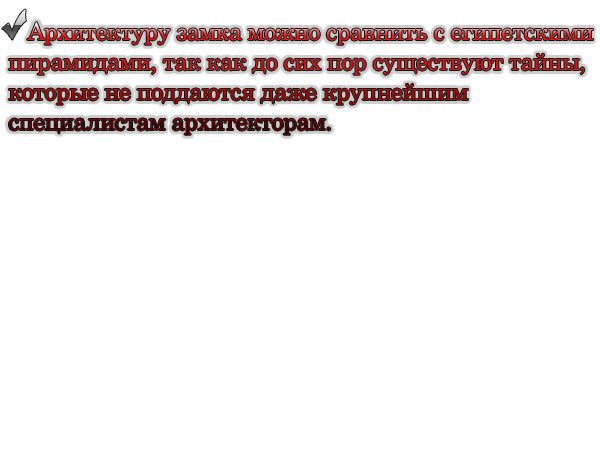 Архитектуру замка можно сравнить с египетскими
пирамидами, так как до сих пор существуют тайны,
которые не поддаются даже крупнейшим
специалистам архитекторам.